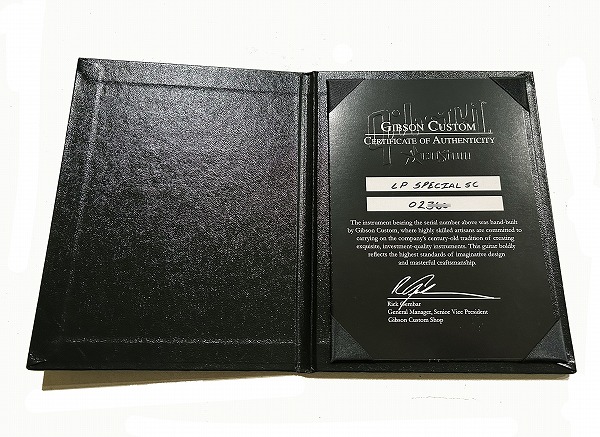 GIBSON CUSTOM
CERTIFICATE OF AUTHENTICITY
LP SPECIAL SC
The instrument bearing the serial number above was hand-built
by Gibson Custom, where highly skilled artisans are committed to
carrying on the company's century-old tradition of creating
exquisite, investment-quality instruments. This guitar boldly
reflects the highest standards of imaginative design
and masterful craftsmanship.
Rick Gembar
General Manager, Senior Vice President
Gibson Custom Shop